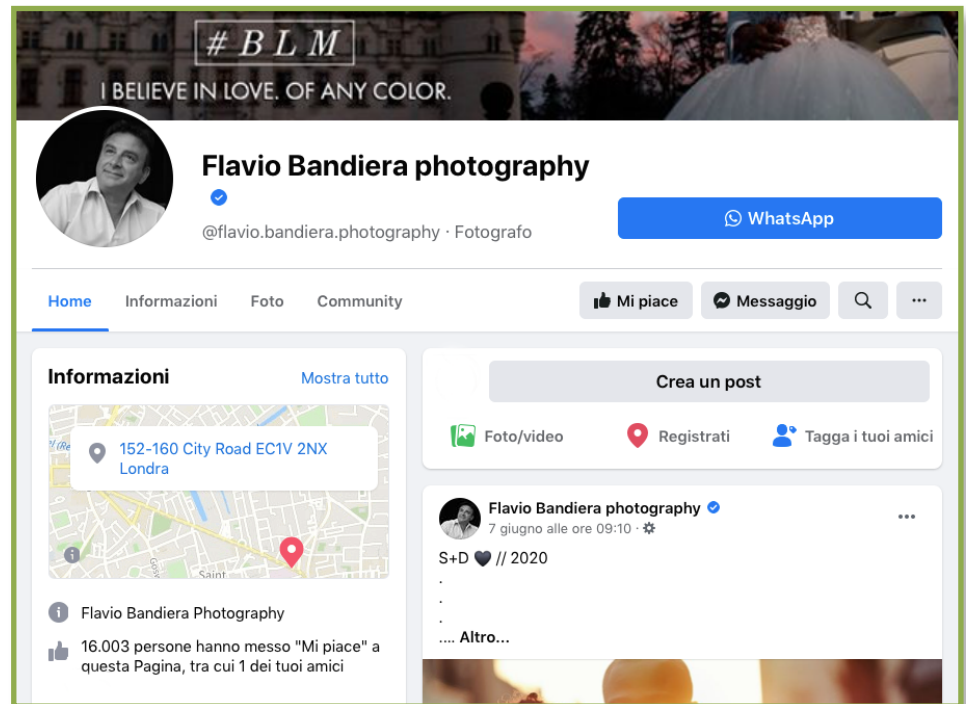 # B L M
I BELIEVE IN LOVE. OF ANY COLOR.
Flavio Bandiera photography
@flavio.bandiera.photography · Fotografo
WhatsApp
Home Informazioni Foto Community
Mi piace Messaggio
Informazioni Mostra tutto
152-160 City Road EC1V 2NX
Londra
Saint
Flavio Bandiera Photography
16.003 persone hanno messo "Mi piace" a
questa Pagina, tra cui 1 dei tuoi amici
Crea un post
Foto/video Registrati Tagga i tuoi amici
Flavio Bandiera photography
7 giugno alle ore 09:10 ·
S+D 🖤 // 2020
.
.
.
.... Altro...